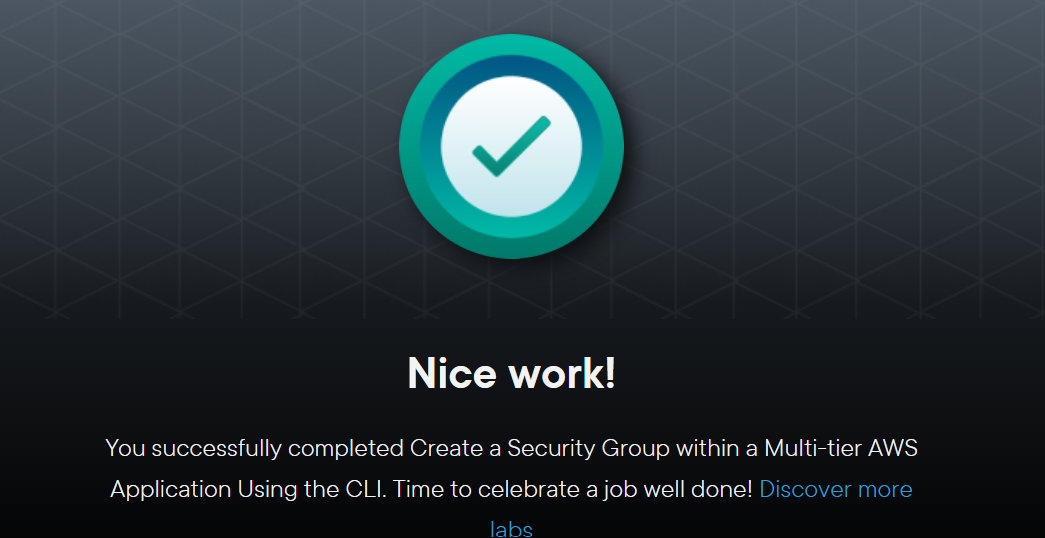 Nice work!
You successfully completed Create a Security Group within a Multi-tier AWS
Application Using the CLI. Time to celebrate a job well done! Discover more
labs